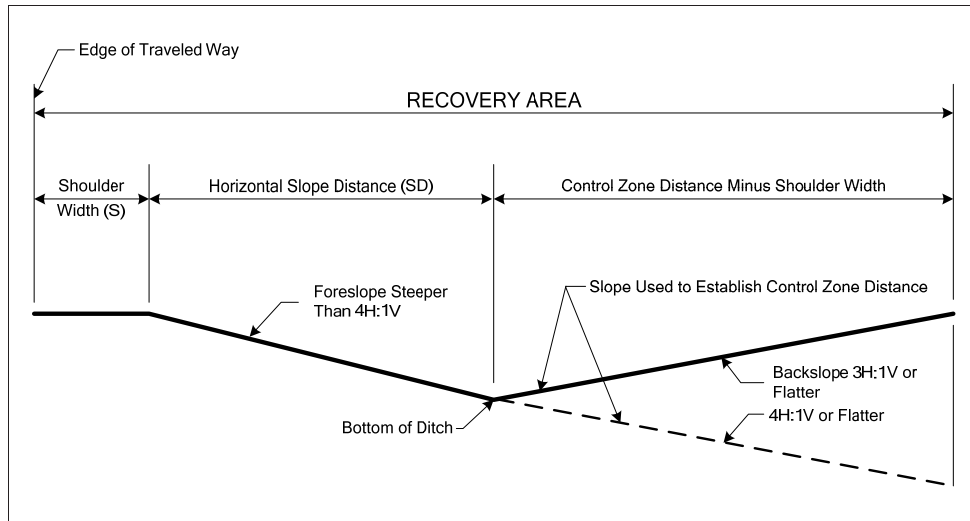 Edge of Traveled Way
RECOVERY AREA
Shoulder
Width (S)
Horizontal Slope Distance (SD)
Control Zone Distance Minus Shoulder Width
Foreslope Steeper
Than 4H:1V
Slope Used to Establish Control Zone Distance
Backslope 3H:1V or
Flatter
4H:1V or Flatter
Bottom of Ditch